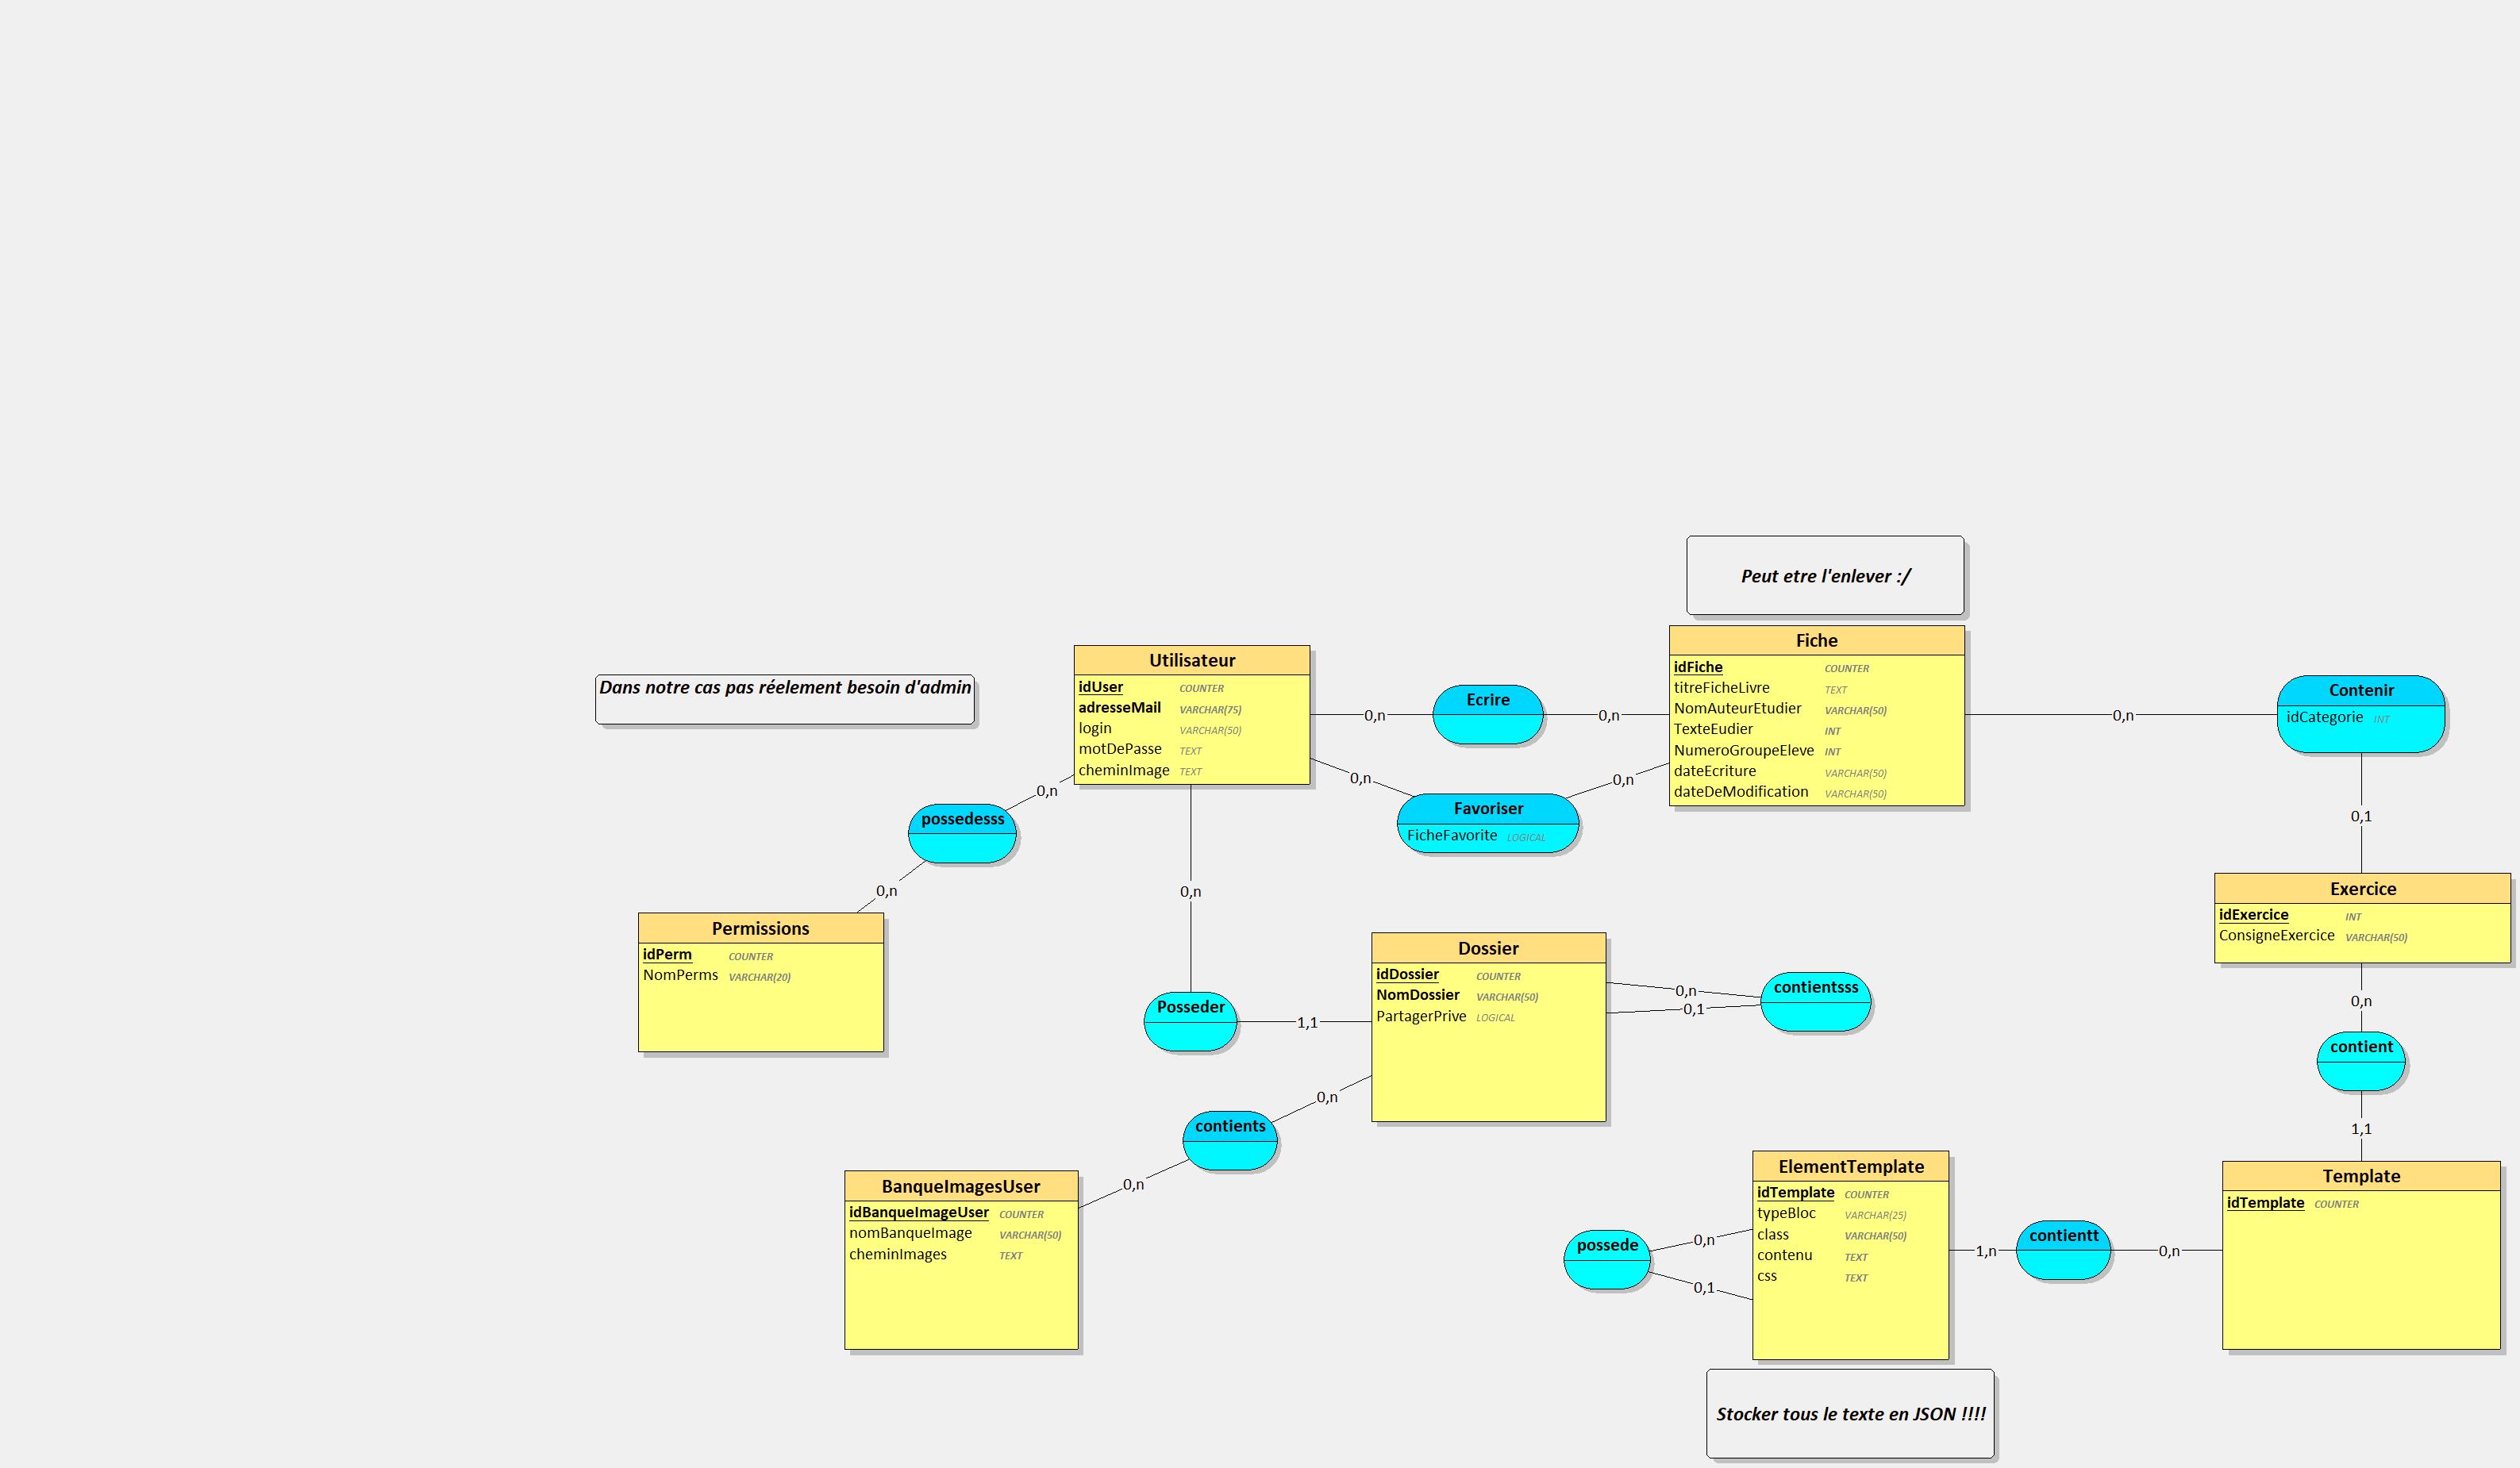 Peut etre l'enlever :/
Dans notre cas pas réelement besoin d'admin
Utilisateur
idUser COUNTER
adresseMail VARCHAR(75)
login VARCHAR(50)
motDePasse TEXT
cheminImage TEXT
0,n
Ecrire
0,n
Fiche
idFiche COUNTER
titreFicheLivre TEXT
NomAuteurEtudier VARCHAR(50)
TexteEudier INT
NumeroGroupeEleve INT
dateEcriture VARCHAR(50)
dateDeModification VARCHAR(50)
0,n
Contenir
idCategorie INT
0,n
Favoriser
FicheFavorite LOGICAL
0,n
0,n
possedesss
0,n
0,1
Permissions
idPerm COUNTER
NomPerms VARCHAR(20)
0,n
Posseder
1,1
Dossier
idDossier COUNTER
NomDossier VARCHAR(50)
PartagerPrive LOGICAL
0,n
0,1
contientsss
Exercice
idExercice INT
ConsigneExercice VARCHAR(50)
0,n
contient
1,1
0,n
contients
0,n
BanqueImagesUser
idBanqueImageUser COUNTER
nomBanqueImage VARCHAR(50)
cheminImages TEXT
possede
0,n
0,1
ElementTemplate
idTemplate COUNTER
typeBloc VARCHAR(25)
class VARCHAR(50)
contenu TEXT
css TEXT
1,n
contientt
0,n
Template
idTemplate COUNTER
Stocker tous le texte en JSON !!!!